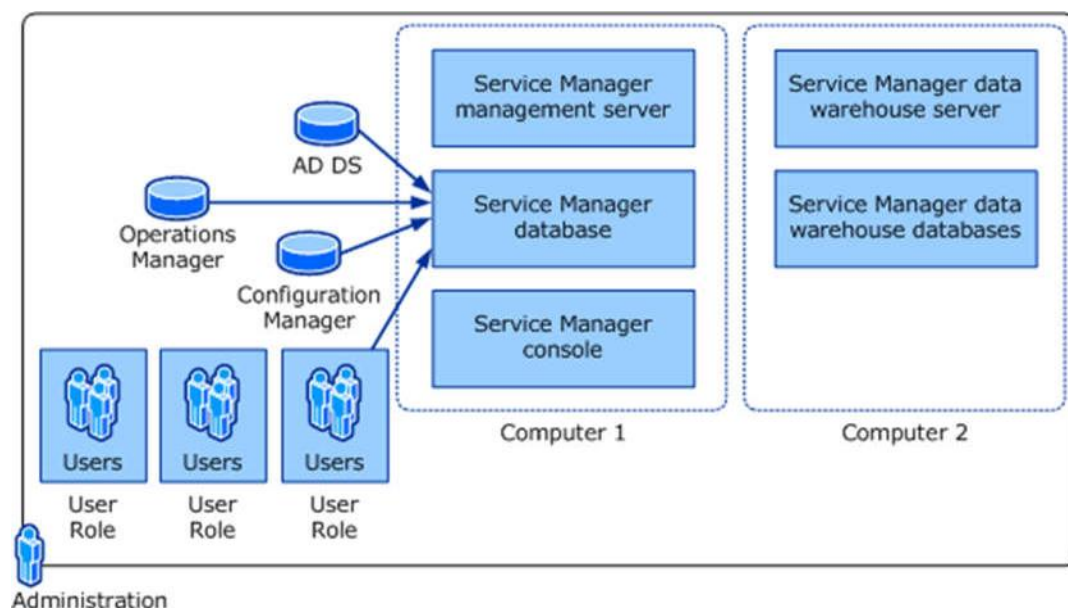 Service Manager
management server
Service Manager data
warehouse server
AD DS
Service Manager
database
Service Manager data
warehouse databases
Operations
Manager
Configuration
Manager
Service Manager
console
Computer 1
Computer 2
Users
Users
Users
User
Role
User
Role
User
Role
Administration